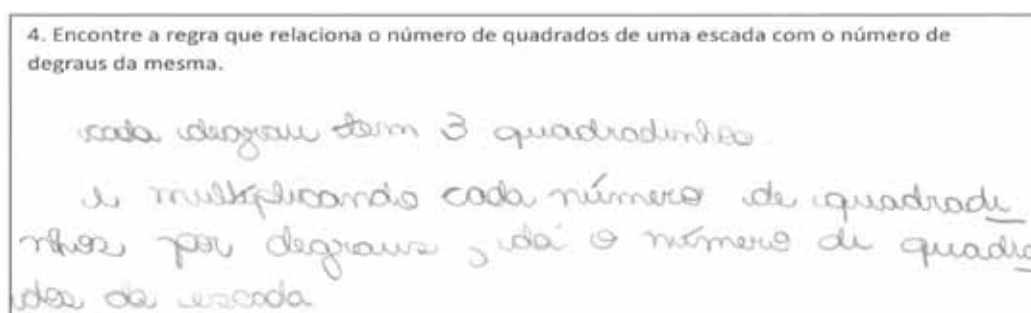 4. Encontre a regra que relaciona o número de quadrados de uma escada com o número de
degraus da mesma.
cada degrau tem 3 quadradinhos
e multiplicando cada número de quadradi
nhos por degraus, dá o número de quadra
dos da escada